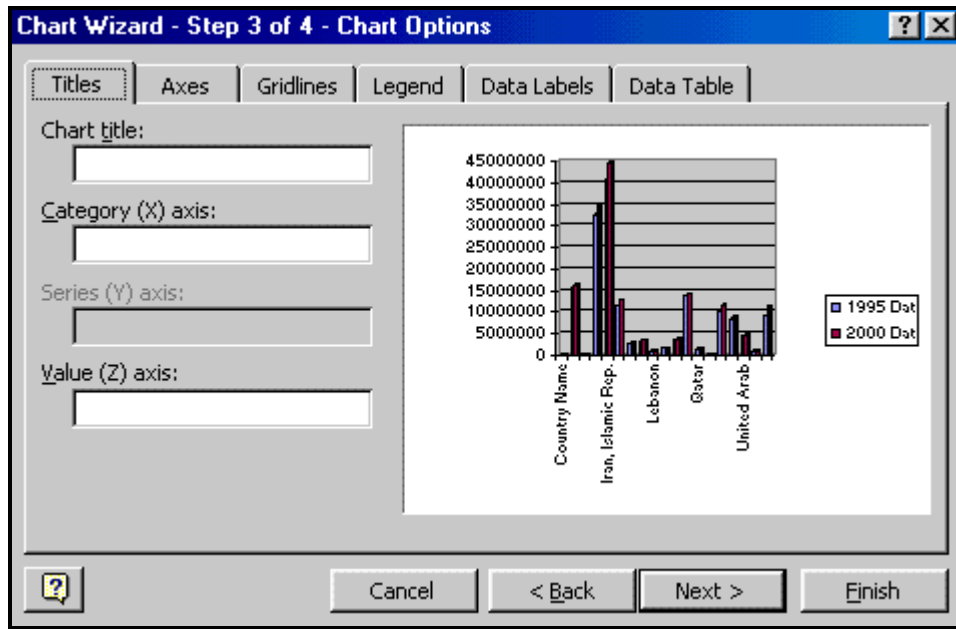 Chart Wizard - Step 3 of 4 - Chart Options
Titles Axes Gridlines Legend Data Labels Data Table
Chart title:
Category (X) axis:
Series (Y) axis:
Value (Z) axis:
45000000
40000000
35000000
30000000
25000000
20000000
15000000
10000000
5000000
0
Country Name
Iran, Islamic Rep.
Lebanon
Qatar
United Arab
1995 Dat
2000 Dat
Cancel < Back Next > Finish